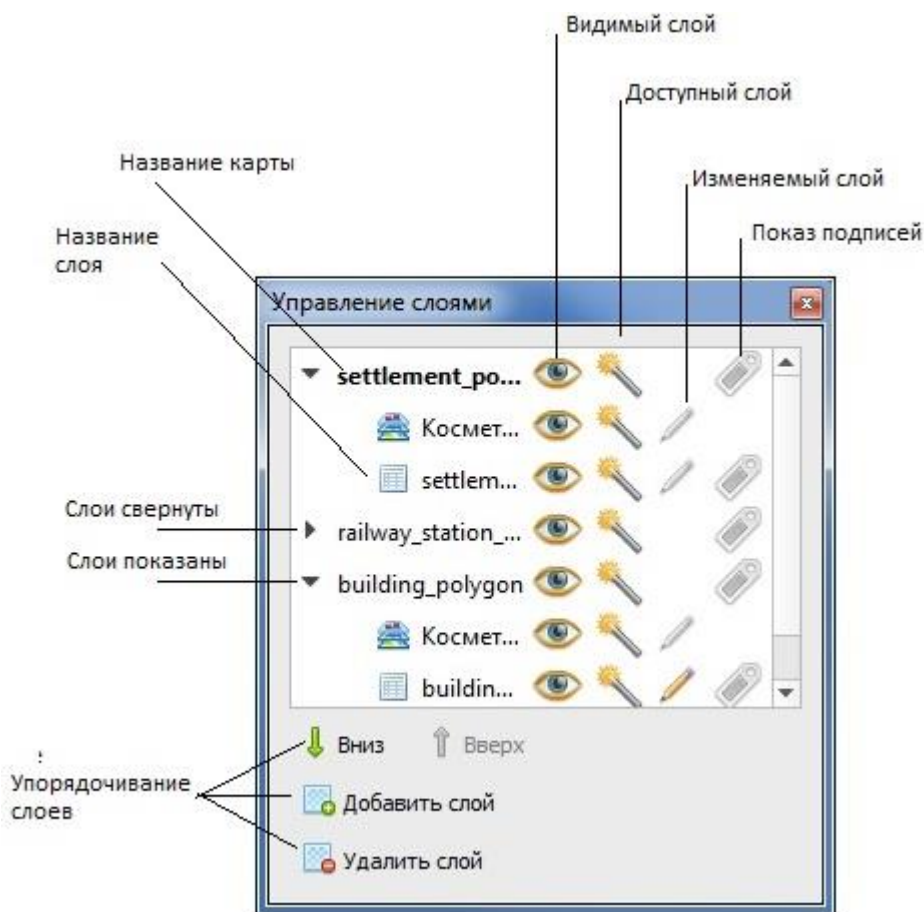 Видимый слой
Доступный слой
Название карты
Изменяемый слой
Название
слоя
Показ подписей
Управление слоями
settlement_po...
Космет...
settlem...
Слои свернуты
railway_station_...
Слои показаны
building_polygon
Космет...
buildin...
Вниз
Вверх
:
Упорядочивание
слоев
Добавить слой
Удалить слой